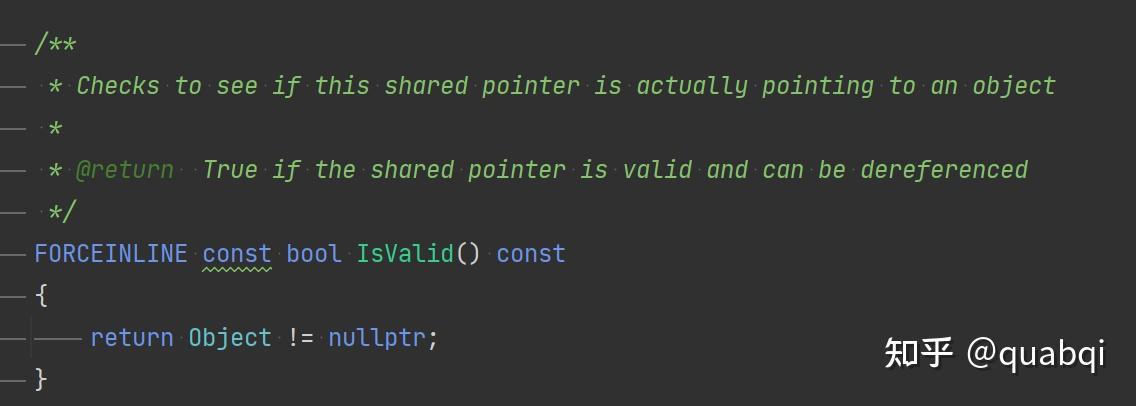 /**
 * Checks to see if this shared pointer is actually pointing to an object
 *
 * @return  True if the shared pointer is valid and can be dereferenced
 */
FORCEINLINE const bool IsValid() const
{
	return Object != nullptr;
}
知乎 @quabqi